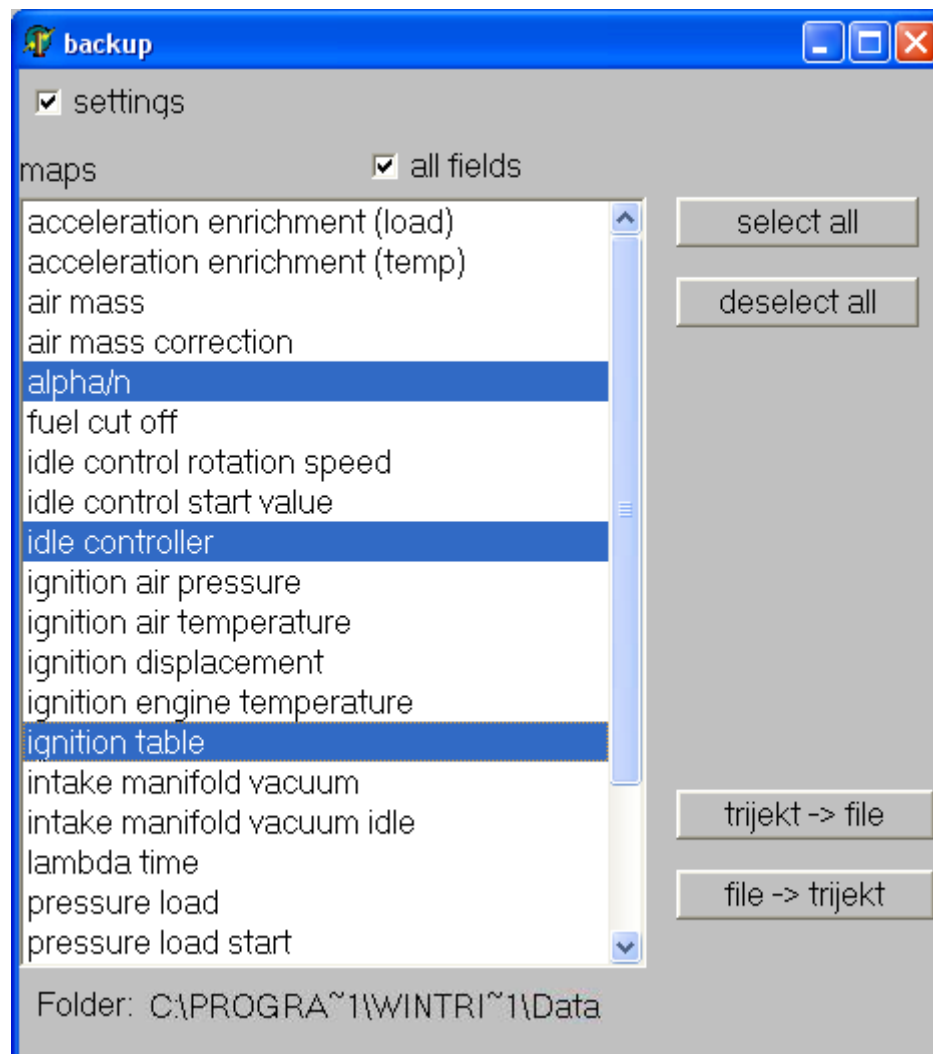 backup
settings
maps
all fields
acceleration enrichment (load)
acceleration enrichment (temp)
air mass
air mass correction
alpha/n
fuel cut off
idle control rotation speed
idle control start value
idle controller
ignition air pressure
ignition air temperature
ignition displacement
ignition engine temperature
ignition table
intake manifold vacuum
intake manifold vacuum idle
lambda time
pressure load
pressure load start
select all
deselect all
trijekt -> file
file -> trijekt
Folder: C:\PROGRA~1\WINTRI~1\Data